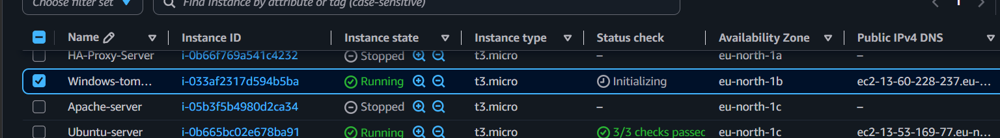 Choose filter set Find Instance by attribute or tag (case-sensitive) 1
Name Instance ID Instance state Instance type Status check Availability Zone Public IPv4 DNS
HA-Proxy-Server i-0b66f769a541c4232 Stopped t3.micro – eu-north-1a –
Windows-tom... i-033af2317d594b5ba Running t3.micro Initializing eu-north-1b ec2-13-60-228-237.eu-...
Apache-server i-05b3f5b4980d2ca34 Stopped t3.micro – eu-north-1c –
Ubuntu-server i-0b665bc02e678ba91 Running t3.micro 3/3 checks passec eu-north-1c ec2-13-53-169-77.eu-n...